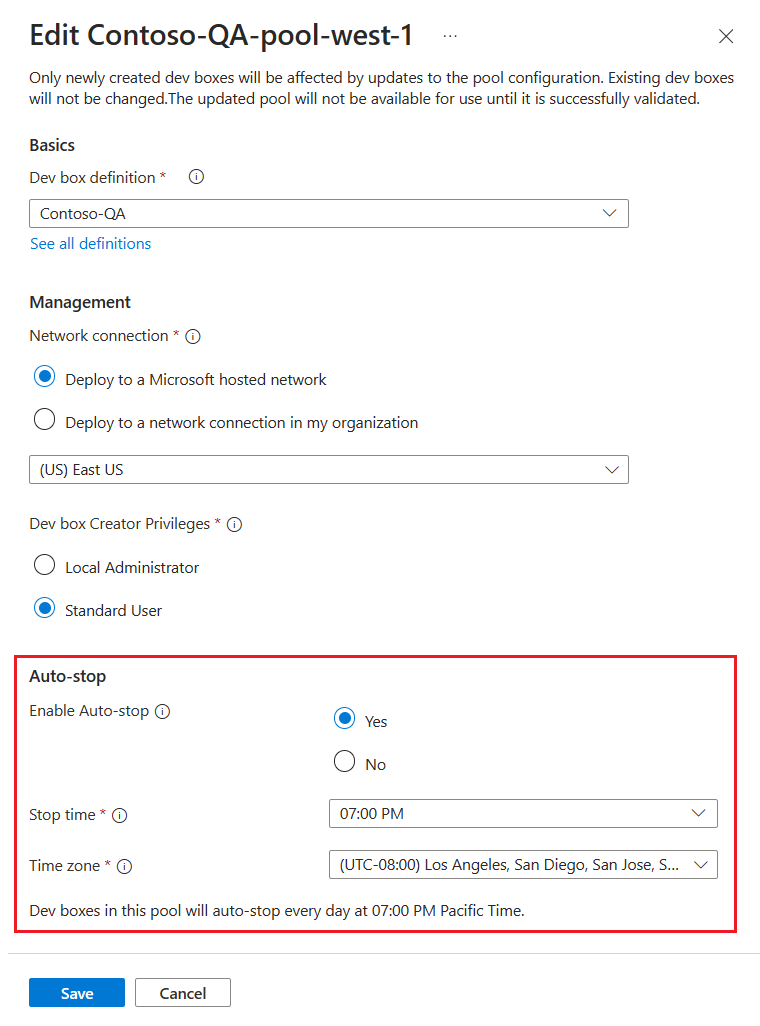 Edit Contoso-QA-pool-west-1 ...
Only newly created dev boxes will be affected by updates to the pool configuration. Existing dev boxes
will not be changed.The updated pool will not be available for use until it is successfully validated.
Basics
Dev box definition *
Contoso-QA
See all definitions
Management
Network connection *
Deploy to a Microsoft hosted network
Deploy to a network connection in my organization
(US) East US
Dev box Creator Privileges *
Local Administrator
Standard User
Auto-stop
Enable Auto-stop
Yes
No
Stop time *
07:00 PM
Time zone *
(UTC-08:00) Los Angeles, San Diego, San Jose, S...
Dev boxes in this pool will auto-stop every day at 07:00 PM Pacific Time.
Save Cancel